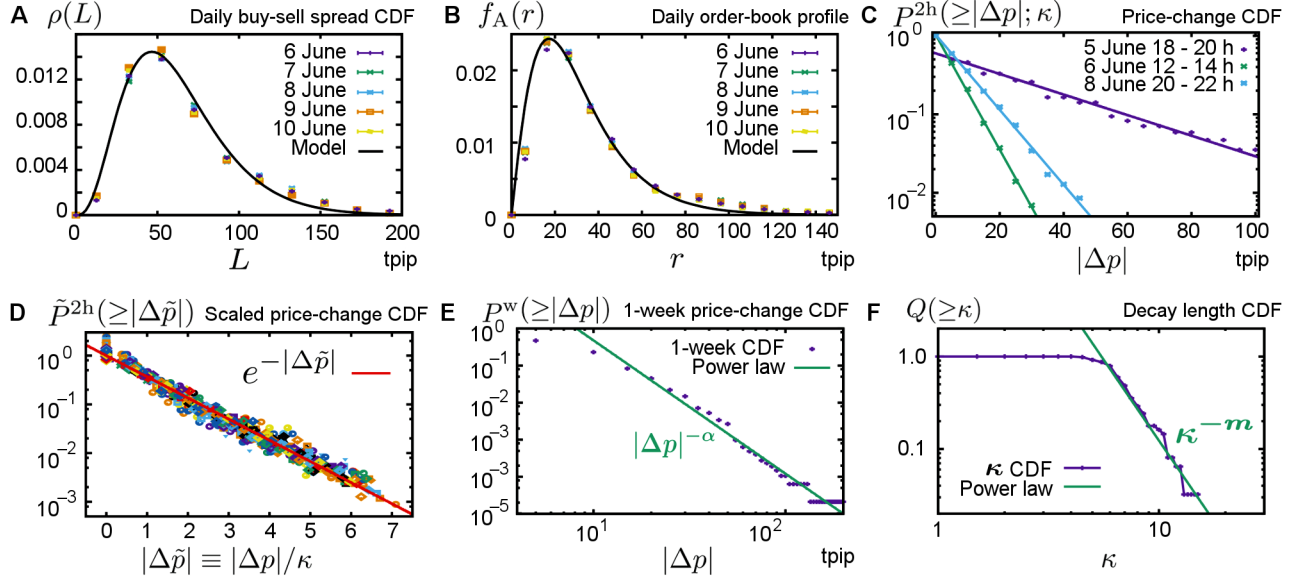 A ρ(L) Daily buy-sell spread CDF
6 June
7 June
8 June
9 June
10 June
Model
0.012
0.008
0.004
0
0 50 100 150 200
L tpip
B f_A(r) Daily order-book profile
6 June
7 June
8 June
9 June
10 June
Model
0.02
0.01
0
0 20 40 60 80 100 120 140
r tpip
C P^{2h}(≥|Δp|; κ) Price-change CDF
5 June 18 - 20 h
6 June 12 - 14 h
8 June 20 - 22 h
10^0
10^{-1}
10^{-2}
0 20 40 60 80 100
|Δp| tpip
D P̃^{2h}(≥|Δp̃|) Scaled price-change CDF
e^{-|Δp̃|}
10^0
10^{-1}
10^{-2}
10^{-3}
0 1 2 3 4 5 6 7
|Δp̃| ≡ |Δp|/κ
E P^w(≥|Δp|) 1-week price-change CDF
1-week CDF
Power law
|Δp|^{-α}
10^0
10^{-1}
10^{-2}
10^{-3}
10^{-4}
10^{-5}
10^1 10^2
|Δp| tpip
F Q(≥κ) Decay length CDF
1.0
0.1
κ^{-m}
κ CDF
Power law
1 10
κ